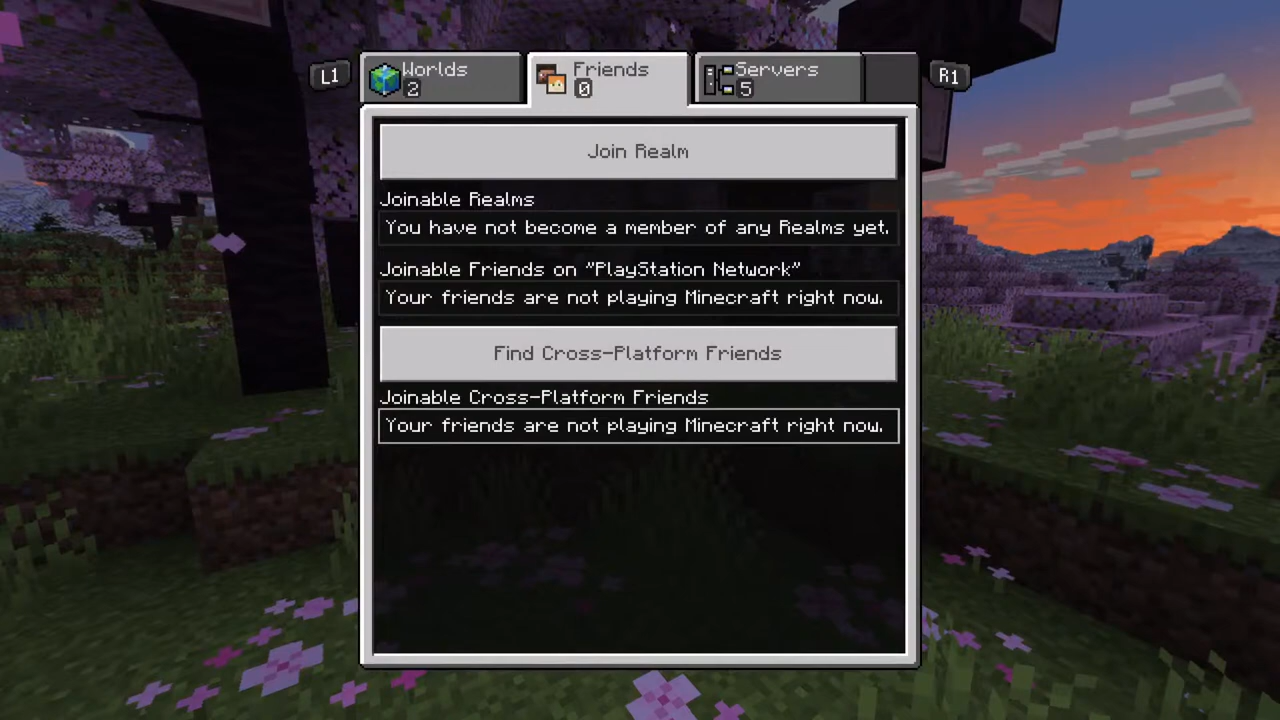 L1
Worlds
2
Friends
0
Servers
5
R1
Join Realm
Joinable Realms
You have not become a member of any Realms yet.
Joinable Friends on "PlayStation Network"
Your friends are not playing Minecraft right now.
Find Cross-Platform Friends
Joinable Cross-Platform Friends
Your friends are not playing Minecraft right now.